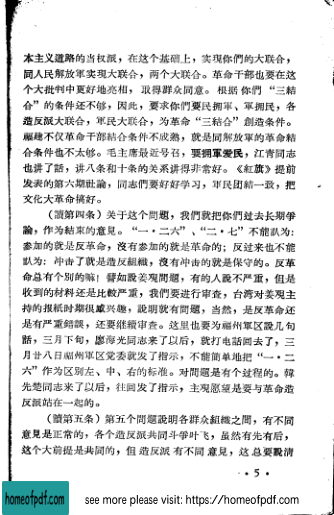 本主义道路的当权派，在这个基础上，实现你們的大联合，
同人民解放軍实現大联合，两个大联合。革命干部也要在这
个大批判中更好地亮相，取得群众同意。根据你們“三結
合”的条件还不够，因此，要求你們要民拥軍、軍拥民，各
造反派大联合，軍民大联合，为革命“三結合”創造条件。
福建不仅革命干部結合条件不成熟，就是同解放軍的革命結
合条件也不太够。毛主席最近号召，要拥軍爱民，江青同志
也讲了話，讲八条和十条的关系讲得非常好。《紅旗》提前
发表的第六期社論，同志們要好好学习，軍民团結一致，把
文化大革命搞好。
（讀第四条）关于这个問題，我們就把你們过去长期爭
論，作为結束的意見。“一·二六”、“二·七”不能认为：
参加的就是反革命，沒有参加的就是革命的；反过来也不能
认为：冲击了就是造反組織，沒有冲击的就是保守的。反革
命总有个别的嘛！譬如說姜
問題，有的人說不严重，但是
收到的材料还是比較严重，我們要进行审查，台湾对姜
主
持的报紙时期很感兴趣，說明就有問題，当然，是反革命还
是有严重錯誤，还要继續审查。这里也要为福州軍区說几句
話，三月下旬，廖海光同志来了以后，就打电話回去了，三
月廿八日福州軍区党委就发了指示，不能簡单地把“一·二
六”作为区别左、中、右的标准。对問題是有个过程的。韓
先楚同志来了以后，往回发了指示，主观愿望是要与革命造
反派站在一起的。
（讀第五条）第五个問題說明各群众組織之間，有不同
意見是正常的，各个造反派共同斗爭叶飞，虽然有先有后，
这个大前提是共同的，但造反派有不同意見，这总要說清
·5·
homeofpdf.com
see more please visit: https://homeofpdf.com